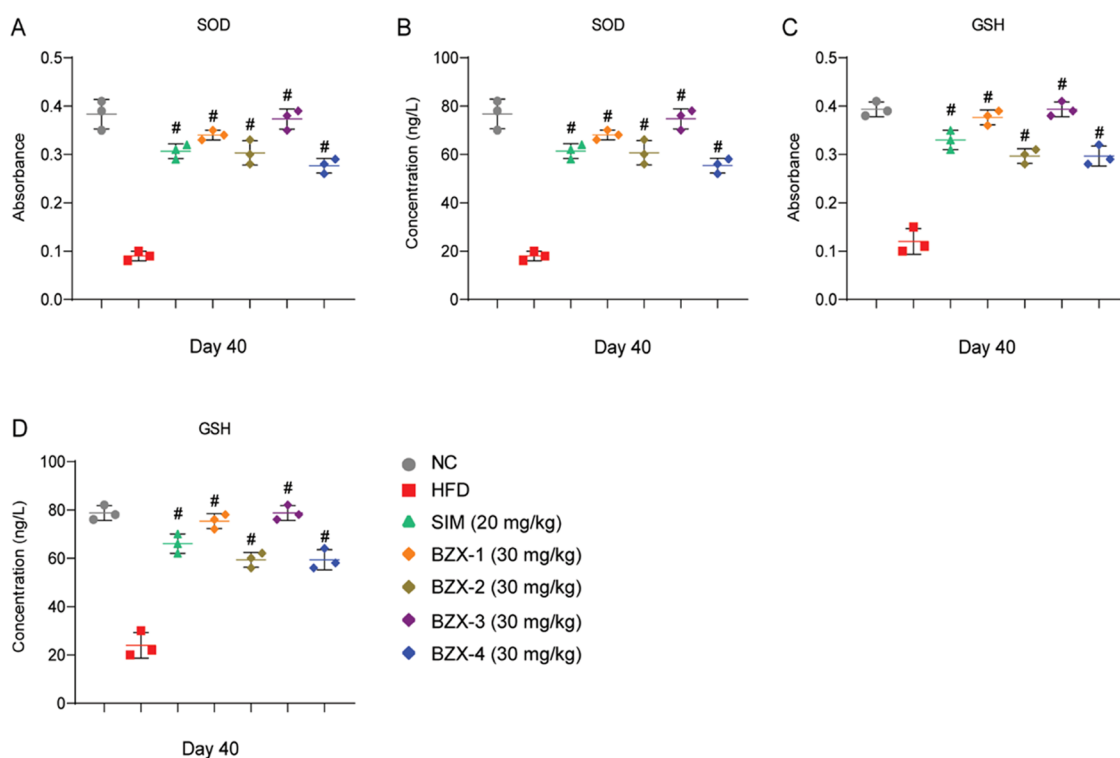 A
SOD
0.5
0.4
0.3
0.2
0.1
0.0
Absorbance
# # # # #
Day 40
B
SOD
100
80
60
40
20
0
Concentration (ng/L)
# # # # #
Day 40
C
GSH
0.5
0.4
0.3
0.2
0.1
0.0
Absorbance
# # # # #
Day 40
D
GSH
100
80
60
40
20
0
Concentration (ng/L)
# # # # #
Day 40
NC
HFD
SIM (20 mg/kg)
BZX-1 (30 mg/kg)
BZX-2 (30 mg/kg)
BZX-3 (30 mg/kg)
BZX-4 (30 mg/kg)